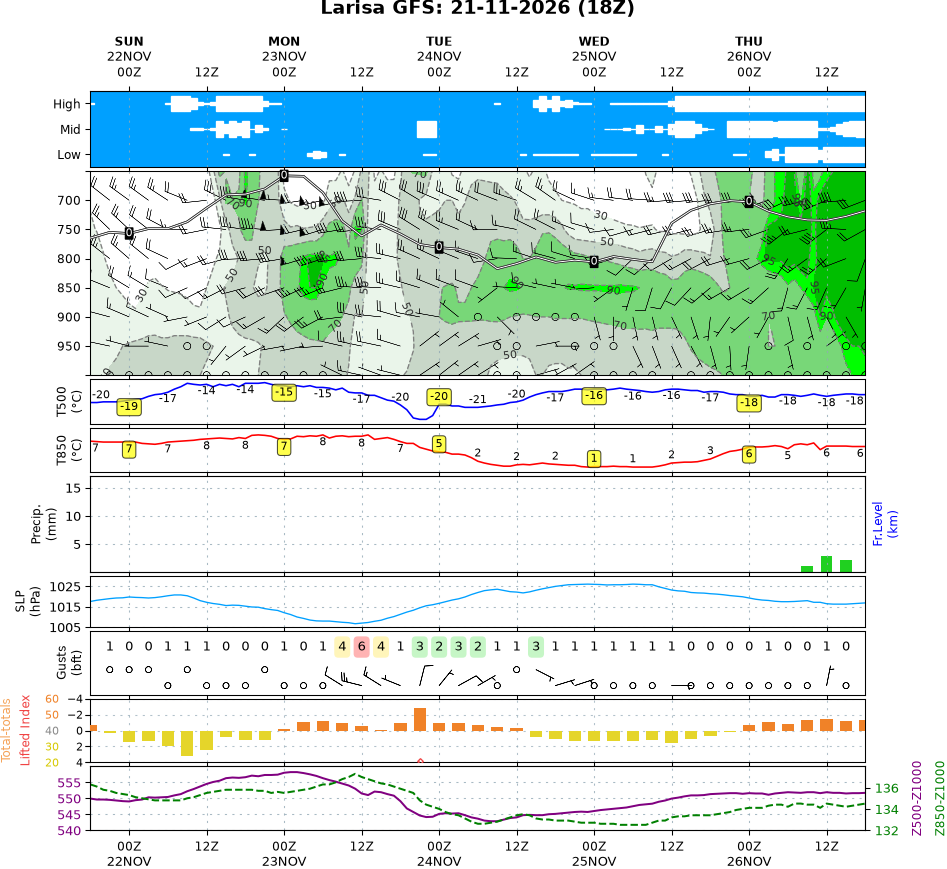 Larisa GFS: 21-11-2026 (18Z)
SUN MON TUE WED THU
22NOV 23NOV 24NOV 25NOV 26NOV
00Z 12Z 00Z 12Z 00Z 12Z 00Z 12Z 00Z 12Z
High
Mid
Low
700
750
800
850
900
950
0 0 0 0 0
30 50 70 90 95
T500 (°C)
-20 -19 -17 -14 -14 -15 -15 -17 -20 -20 -21 -20 -16 -16 -16 -17 -18 -18 -18 -18
T850 (°C)
7 7 7 8 8 7 8 8 7 5 2 2 2 1 1 2 3 6 5 6 6
Precip. (mm)
15
10
5
Fr.Level (km)
SLP (hPa)
1025
1015
1005
Gusts (bft)
1 0 0 1 1 1 1 0 0 0 1 1 4 6 4 1 3 2 3 2 1 1 3 1 1 1 1 1 1 1 1 0 0 1 0 0 0 1 0
Total-totals
Lifted Index
60 −4
50 −2
40 0
30 2
20 4
555
550
545
540
136
134
132
Z500-Z1000
Z850-Z1000
00Z 12Z 00Z 12Z 00Z 12Z 00Z 12Z 00Z 12Z
22NOV 23NOV 24NOV 25NOV 26NOV